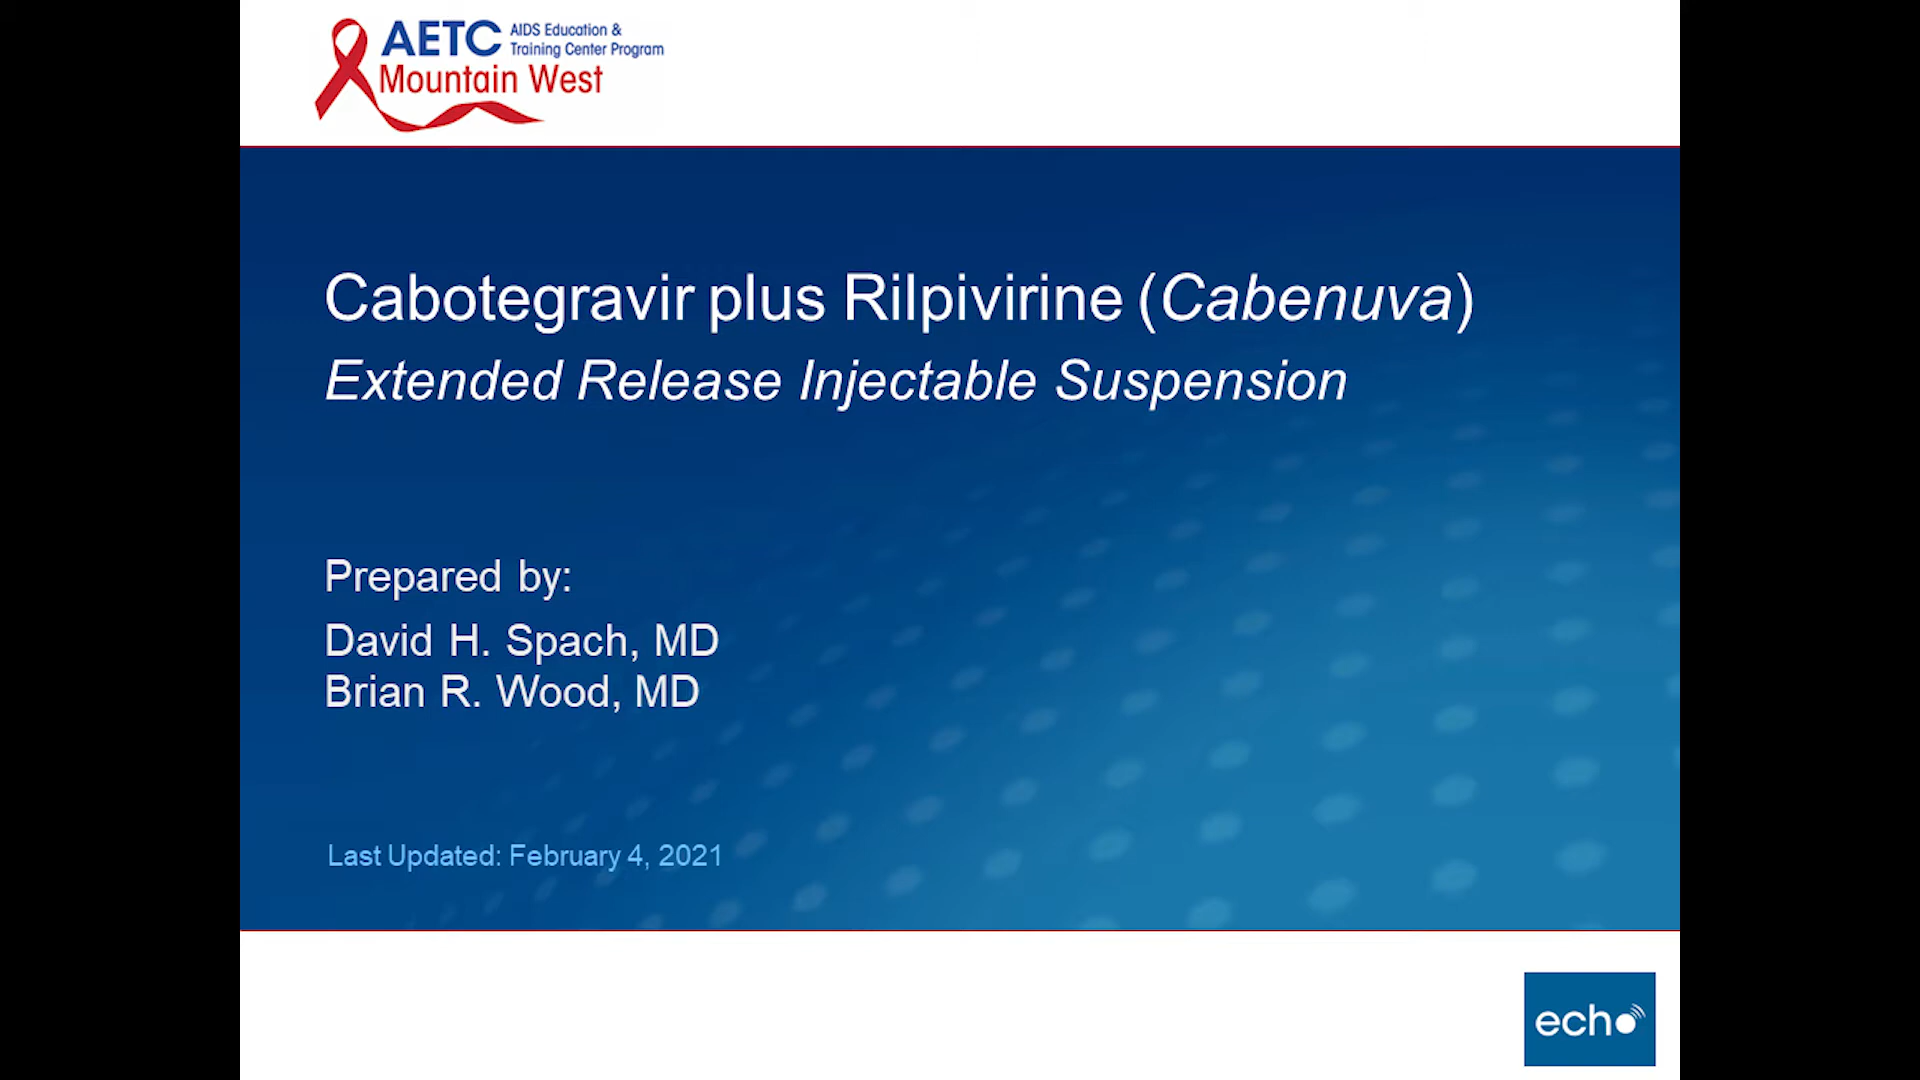 AETC AIDS Education &
Training Center Program
Mountain West
Cabotegravir plus Rilpivirine (Cabenuva)
Extended Release Injectable Suspension
Prepared by:
David H. Spach, MD
Brian R. Wood, MD
Last Updated: February 4, 2021
echo